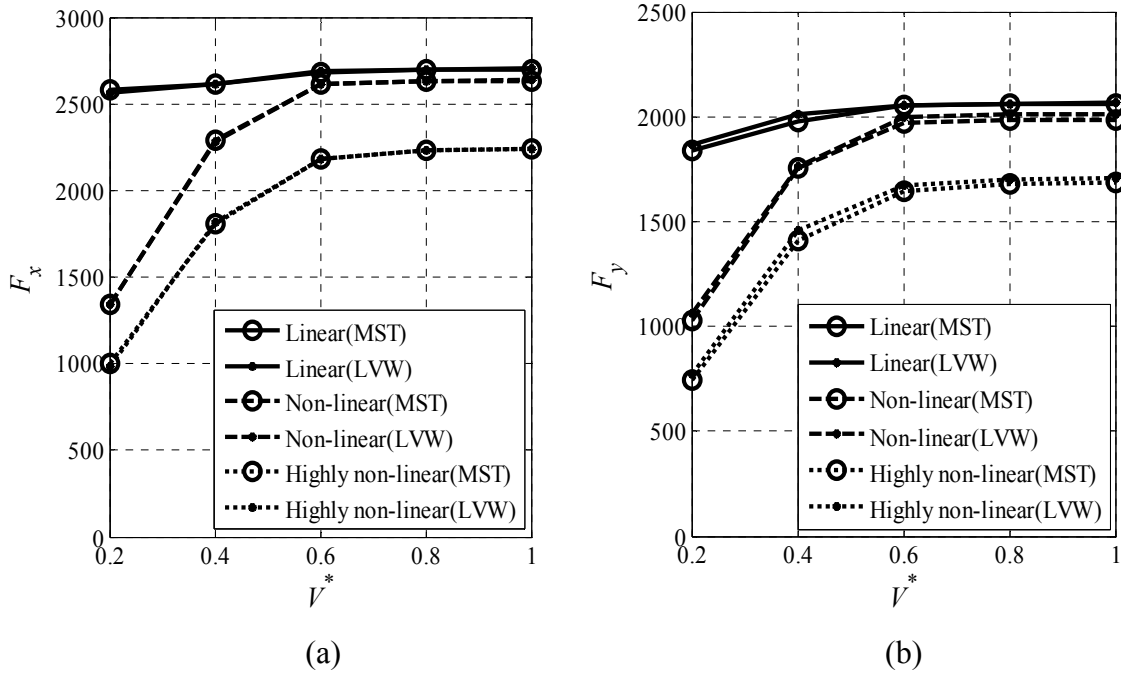 3000
2500
2000
1500
1000
500
0
F_x
0.2 0.4 0.6 0.8 1
V*
Linear(MST)
Linear(LVW)
Non-linear(MST)
Non-linear(LVW)
Highly non-linear(MST)
Highly non-linear(LVW)
(a)
2500
2000
1500
1000
500
0
F_y
0.2 0.4 0.6 0.8 1
V*
Linear(MST)
Linear(LVW)
Non-linear(MST)
Non-linear(LVW)
Highly non-linear(MST)
Highly non-linear(LVW)
(b)